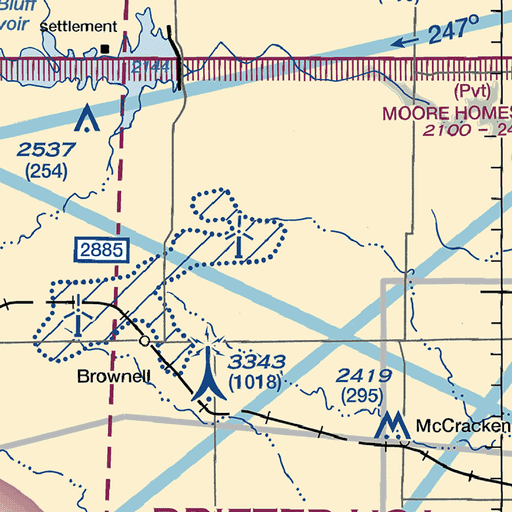 Bluff
settlement
247°
2144
(Pvt)
MOORE HOMES
2100 - 24
2537
(254)
2885
3343
(1018)
2419
(295)
Brownell
McCracken